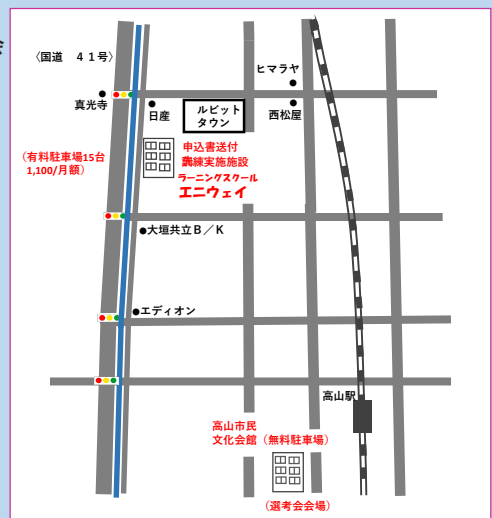 会
〈国道 ４１号〉
ヒマラヤ
真光寺
日産
ルビット
タウン
西松屋
(有料駐車場15台
1,100/月額)
申込書送付
訓練実施施設
ラーニングスクール
エニウェイ
●大垣共立Ｂ／Ｋ
●エディオン
高山駅
高山市民
文化会館（無料駐車場）
（選考会会場）